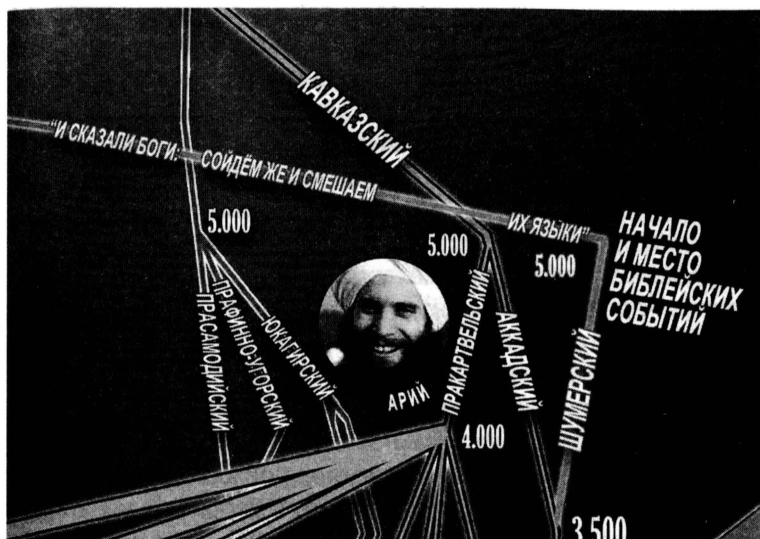 КАВКАЗСКИЙ
"И СКАЗАЛИ БОГИ: СОЙДЁМ ЖЕ И СМЕШАЕМ ИХ ЯЗЫКИ"
НАЧАЛО
И МЕСТО
БИБЛЕЙСКИХ
СОБЫТИЙ
5.000
5.000
5.000
ПРАСАМОДИЙСКИЙ
ПРАФИННО-УГОРСКИЙ
ЮКАГИРСКИЙ
АРИЙ
ПРАКАРТВЕЛЬСКИЙ
АККАДСКИЙ
ШУМЕРСКИЙ
4.000
3.500